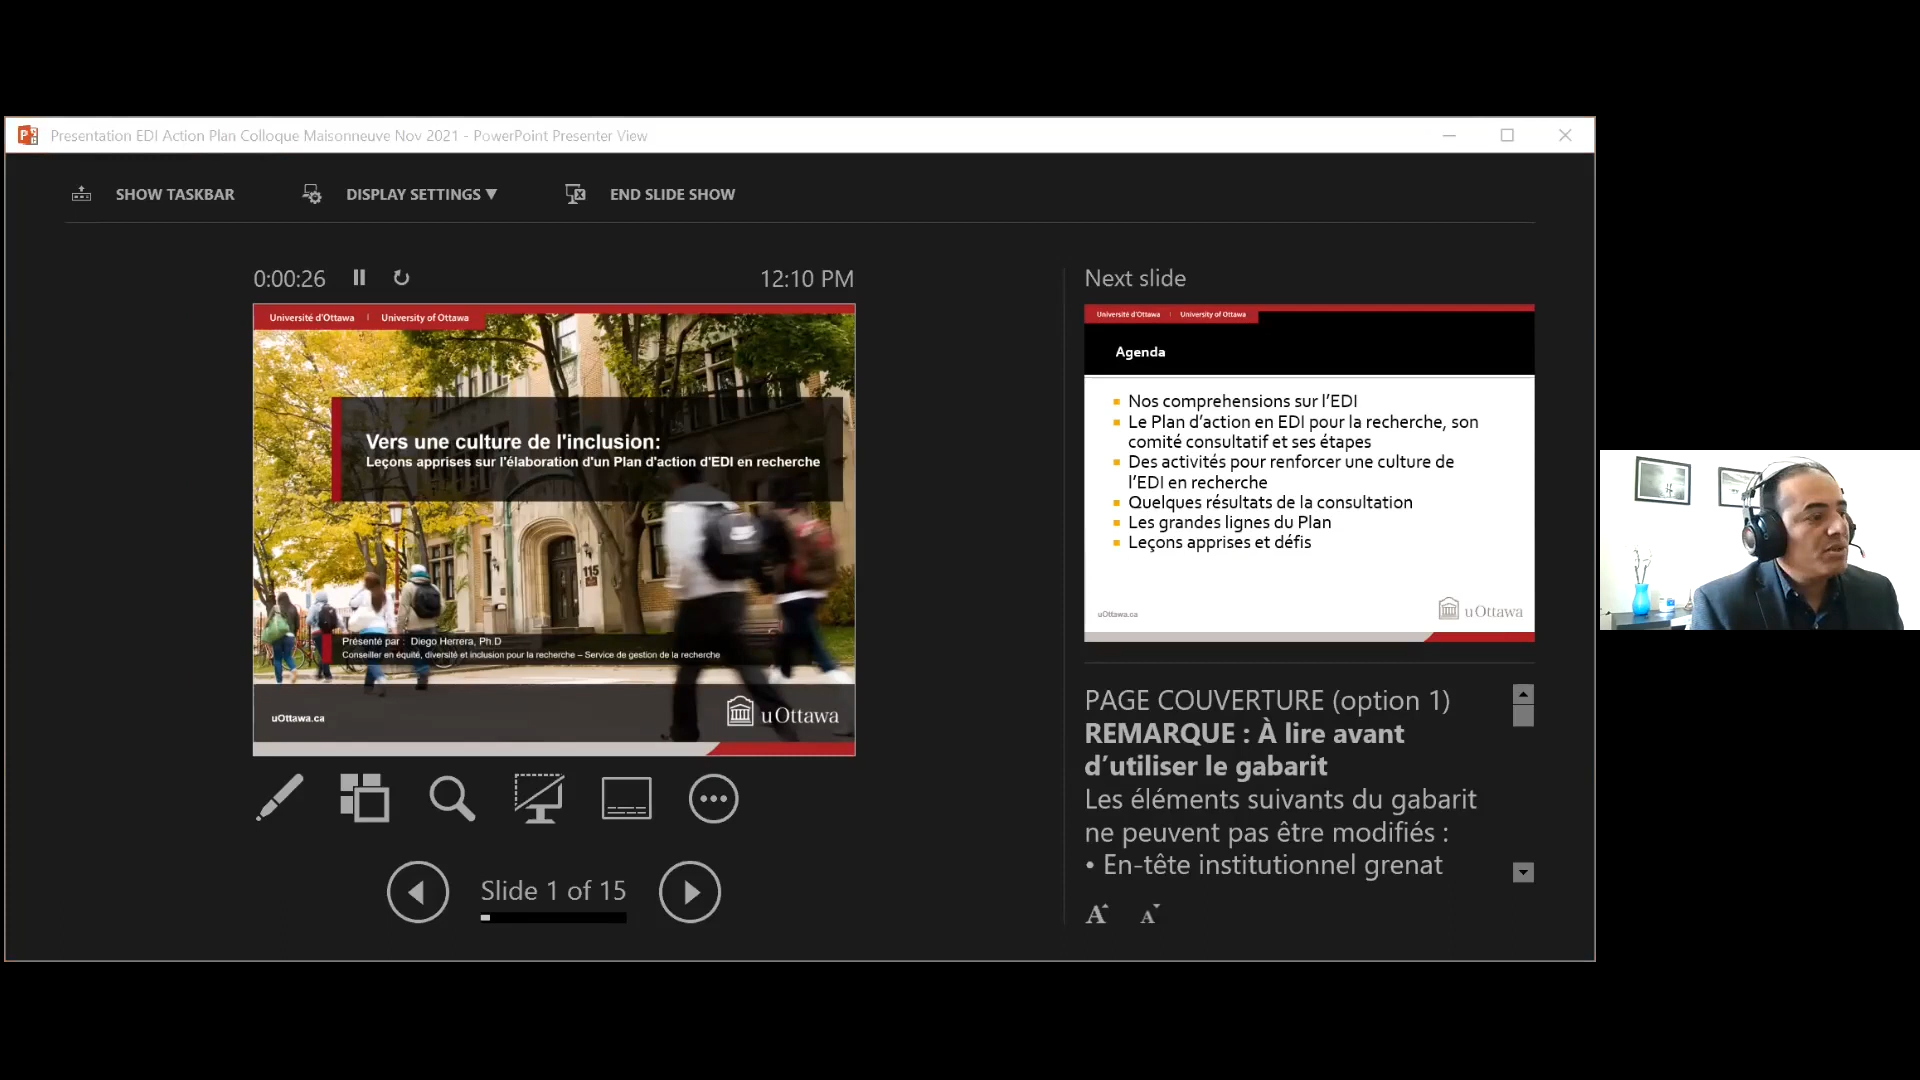 Presentation EDI Action Plan Colloque Maisonneuve Nov 2021 - PowerPoint Presenter View
SHOW TASKBAR
DISPLAY SETTINGS ▼
END SLIDE SHOW
0:00:26
12:10 PM
Université d'Ottawa | University of Ottawa
Vers une culture de l'inclusion:
Leçons apprises sur l'élaboration d'un Plan d'action d'EDI en recherche
115
Présenté par : Diego Herrera, Ph.D
Conseiller en équité, diversité et inclusion pour la recherche – Service de gestion de la recherche
uOttawa.ca
uOttawa
Slide 1 of 15
Next slide
Université d'Ottawa | University of Ottawa
Agenda
Nos comprehensions sur l'EDI
Le Plan d'action en EDI pour la recherche, son
comité consultatif et ses étapes
Des activités pour renforcer une culture de
l'EDI en recherche
Quelques résultats de la consultation
Les grandes lignes du Plan
Leçons apprises et défis
uOttawa.ca
uOttawa
PAGE COUVERTURE (option 1)
REMARQUE : À lire avant
d'utiliser le gabarit
Les éléments suivants du gabarit
ne peuvent pas être modifiés :
• En-tête institutionnel grenat
A A